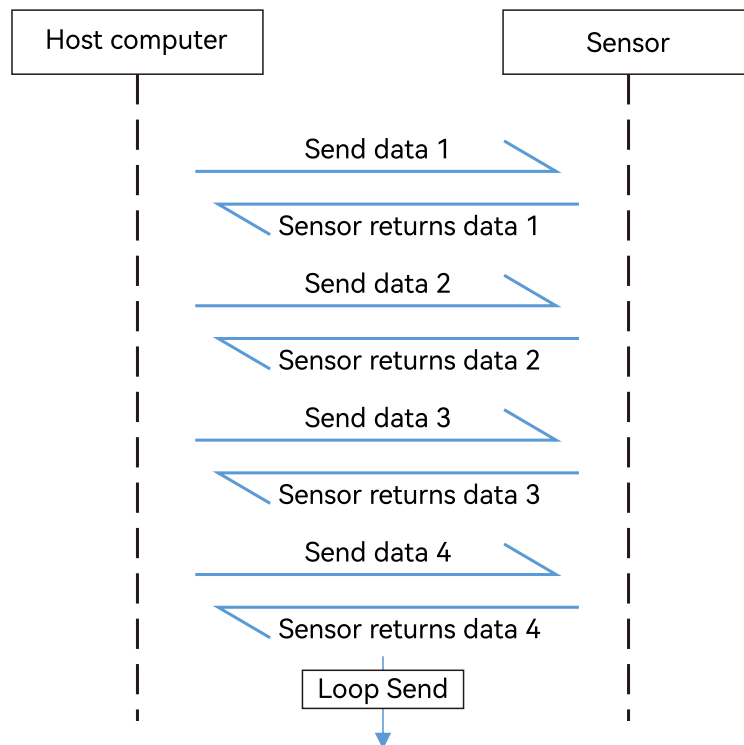 Host computer
Sensor
Send data 1
Sensor returns data 1
Send data 2
Sensor returns data 2
Send data 3
Sensor returns data 3
Send data 4
Sensor returns data 4
Loop Send